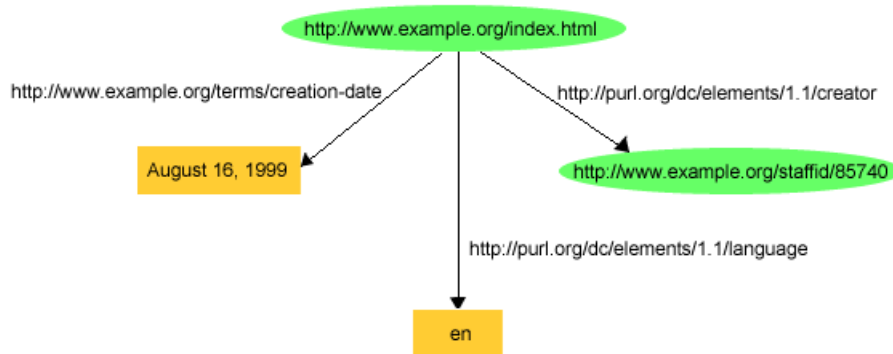 http://www.example.org/index.html
http://www.example.org/terms/creation-date
http://purl.org/dc/elements/1.1/creator
August 16, 1999
http://www.example.org/staffid/85740
http://purl.org/dc/elements/1.1/language
en